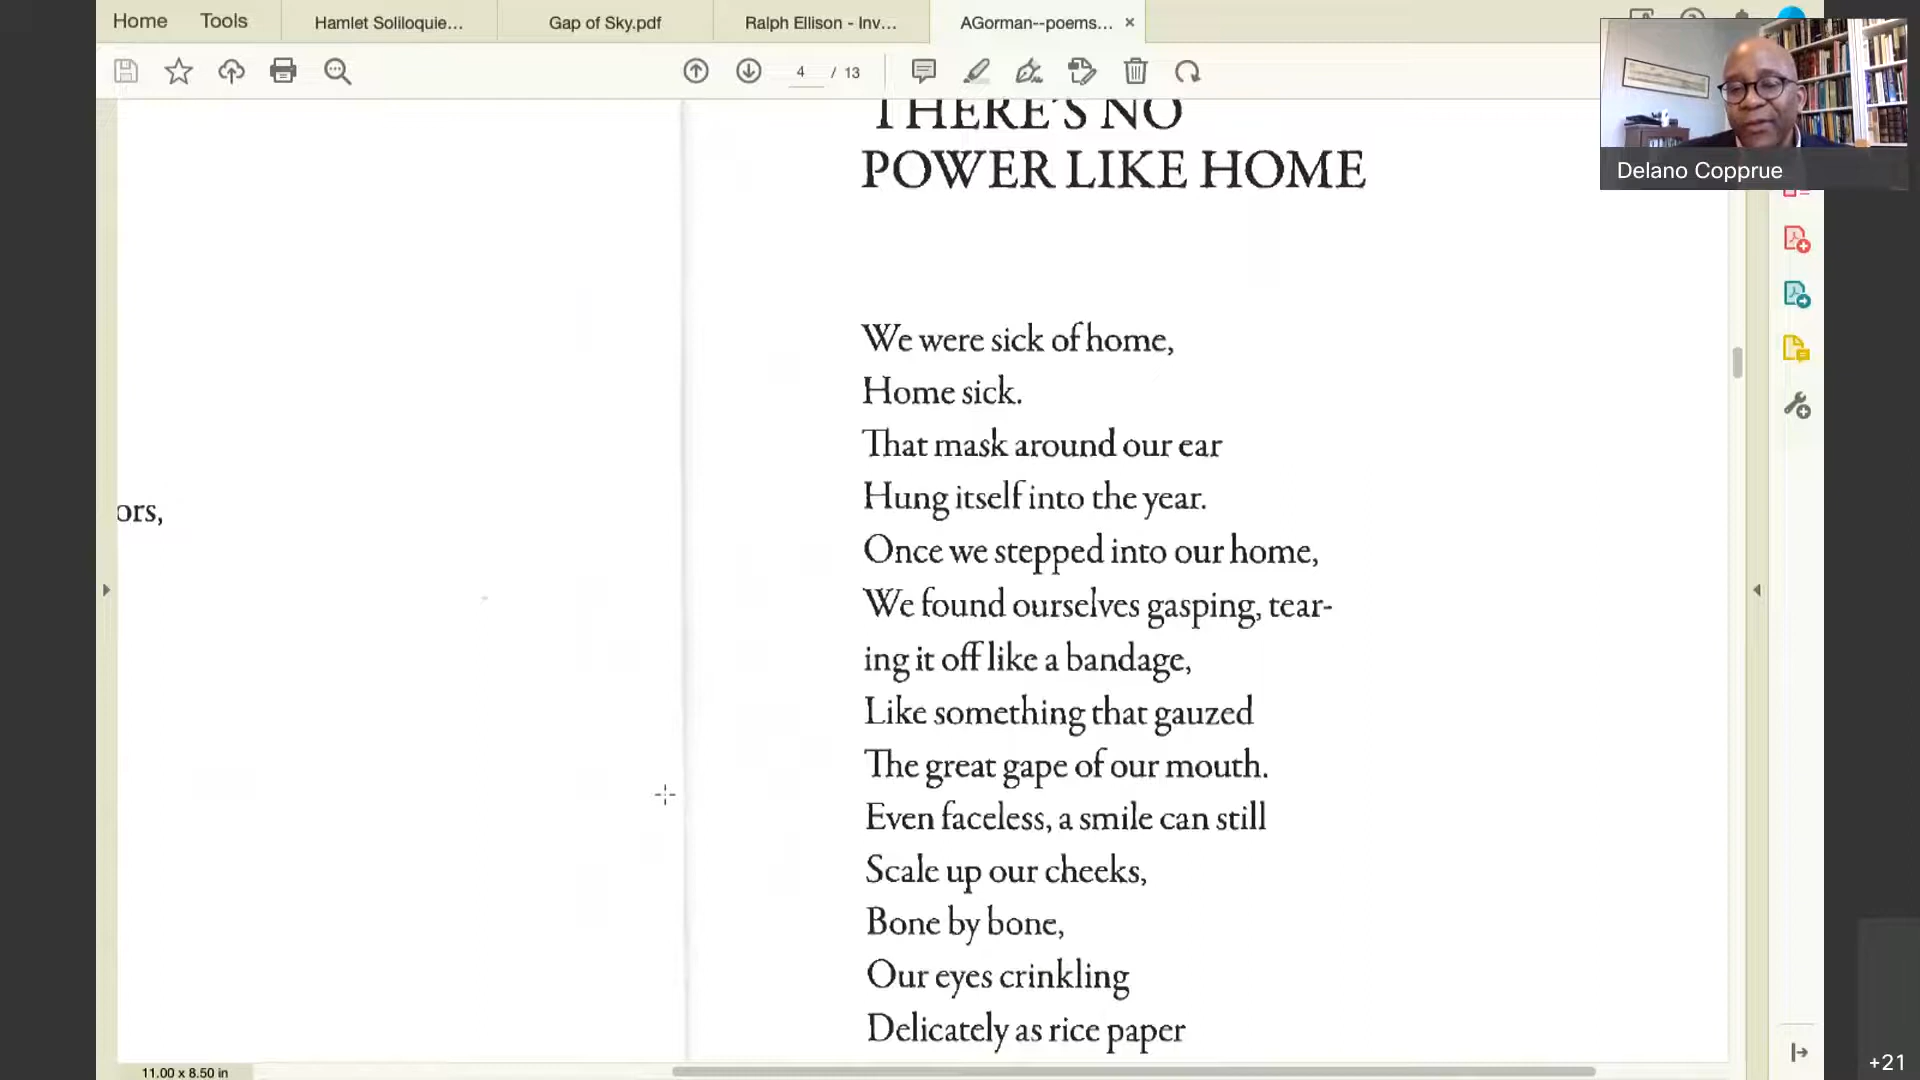 Home
Tools
Hamlet Soliloquie...
Gap of Sky.pdf
Ralph Ellison - Inv...
AGorman--poems... ×
4 / 13
THERE'S NO
POWER LIKE HOME
Delano Copprue
We were sick of home,
Home sick.
That mask around our ear
Hung itself into the year.
ors,
Once we stepped into our home,
We found ourselves gasping, tear-
ing it off like a bandage,
Like something that gauzed
The great gape of our mouth.
Even faceless, a smile can still
Scale up our cheeks,
Bone by bone,
Our eyes crinkling
Delicately as rice paper
11.00 x 8.50 in
+21